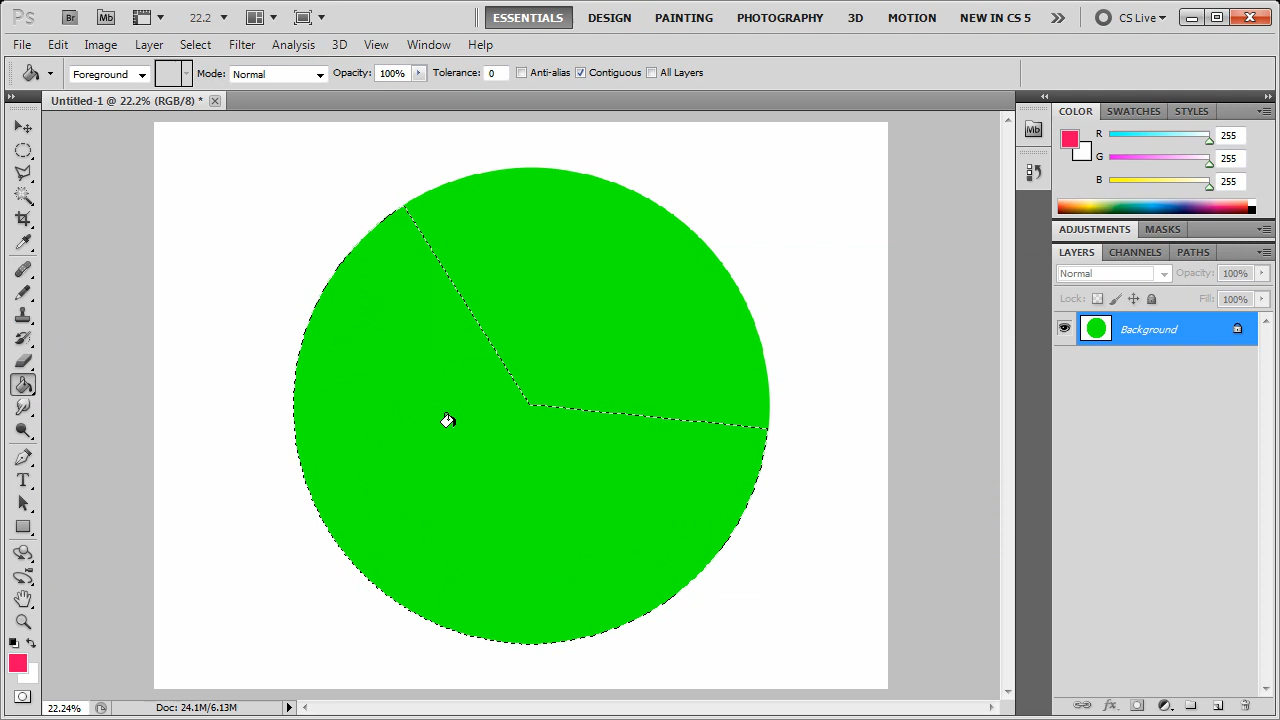 Ps Br Mb 22.2 ESSENTIALS DESIGN PAINTING PHOTOGRAPHY 3D MOTION NEW IN CS 5 CS Live
File Edit Image Layer Select Filter Analysis 3D View Window Help
Foreground Mode: Normal Opacity: 100% Tolerance: 0 Anti-alias Contiguous All Layers
Untitled-1 @ 22.2% (RGB/8) *
Mb
COLOR SWATCHES STYLES
R 255
G 255
B 255
ADJUSTMENTS MASKS
LAYERS CHANNELS PATHS
Normal Opacity: 100%
Lock: Fill: 100%
Background
T
fx
22.24% Doc: 24.1M/6.13M